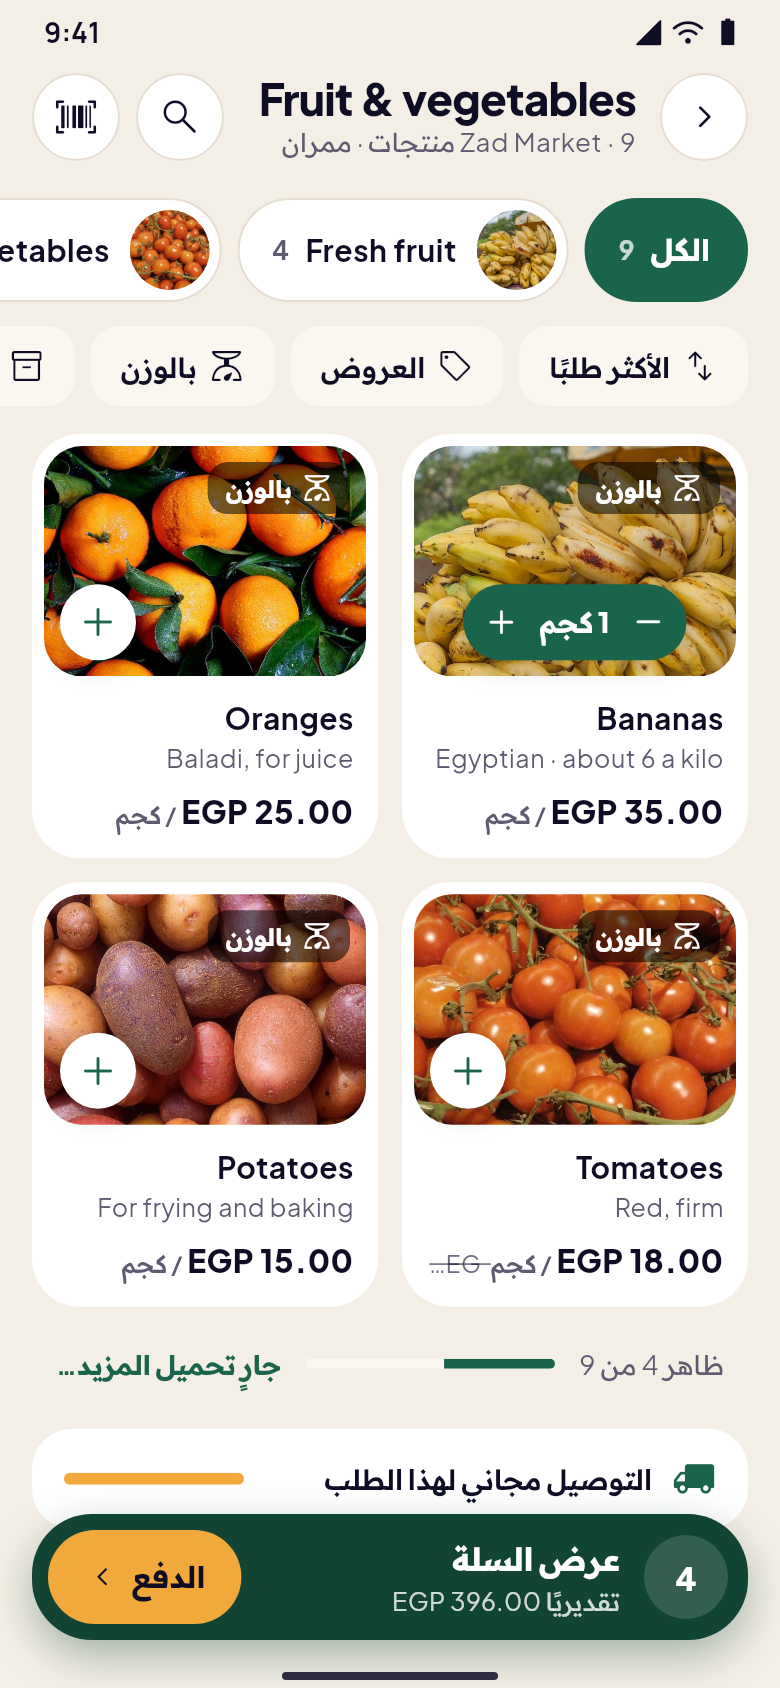 9:41
Fruit & vegetables
Zad Market · 9 منتجات · ممران
الكل 9
Fresh fruit 4
etables
الأكثر طلبًا
العروض
بالوزن
بالوزن
1 كجم
Bananas
Egyptian · about 6 a kilo
EGP 35.00 / كجم
بالوزن
Oranges
Baladi, for juice
EGP 25.00 / كجم
بالوزن
Tomatoes
Red, firm
EGP 18.00 / كجم EG...
بالوزن
Potatoes
For frying and baking
EGP 15.00 / كجم
ظاهر 4 من 9
جارٍ تحميل المزيد...
التوصيل مجاني لهذا الطلب
4
عرض السلة
تقديريًا EGP 396.00
الدفع